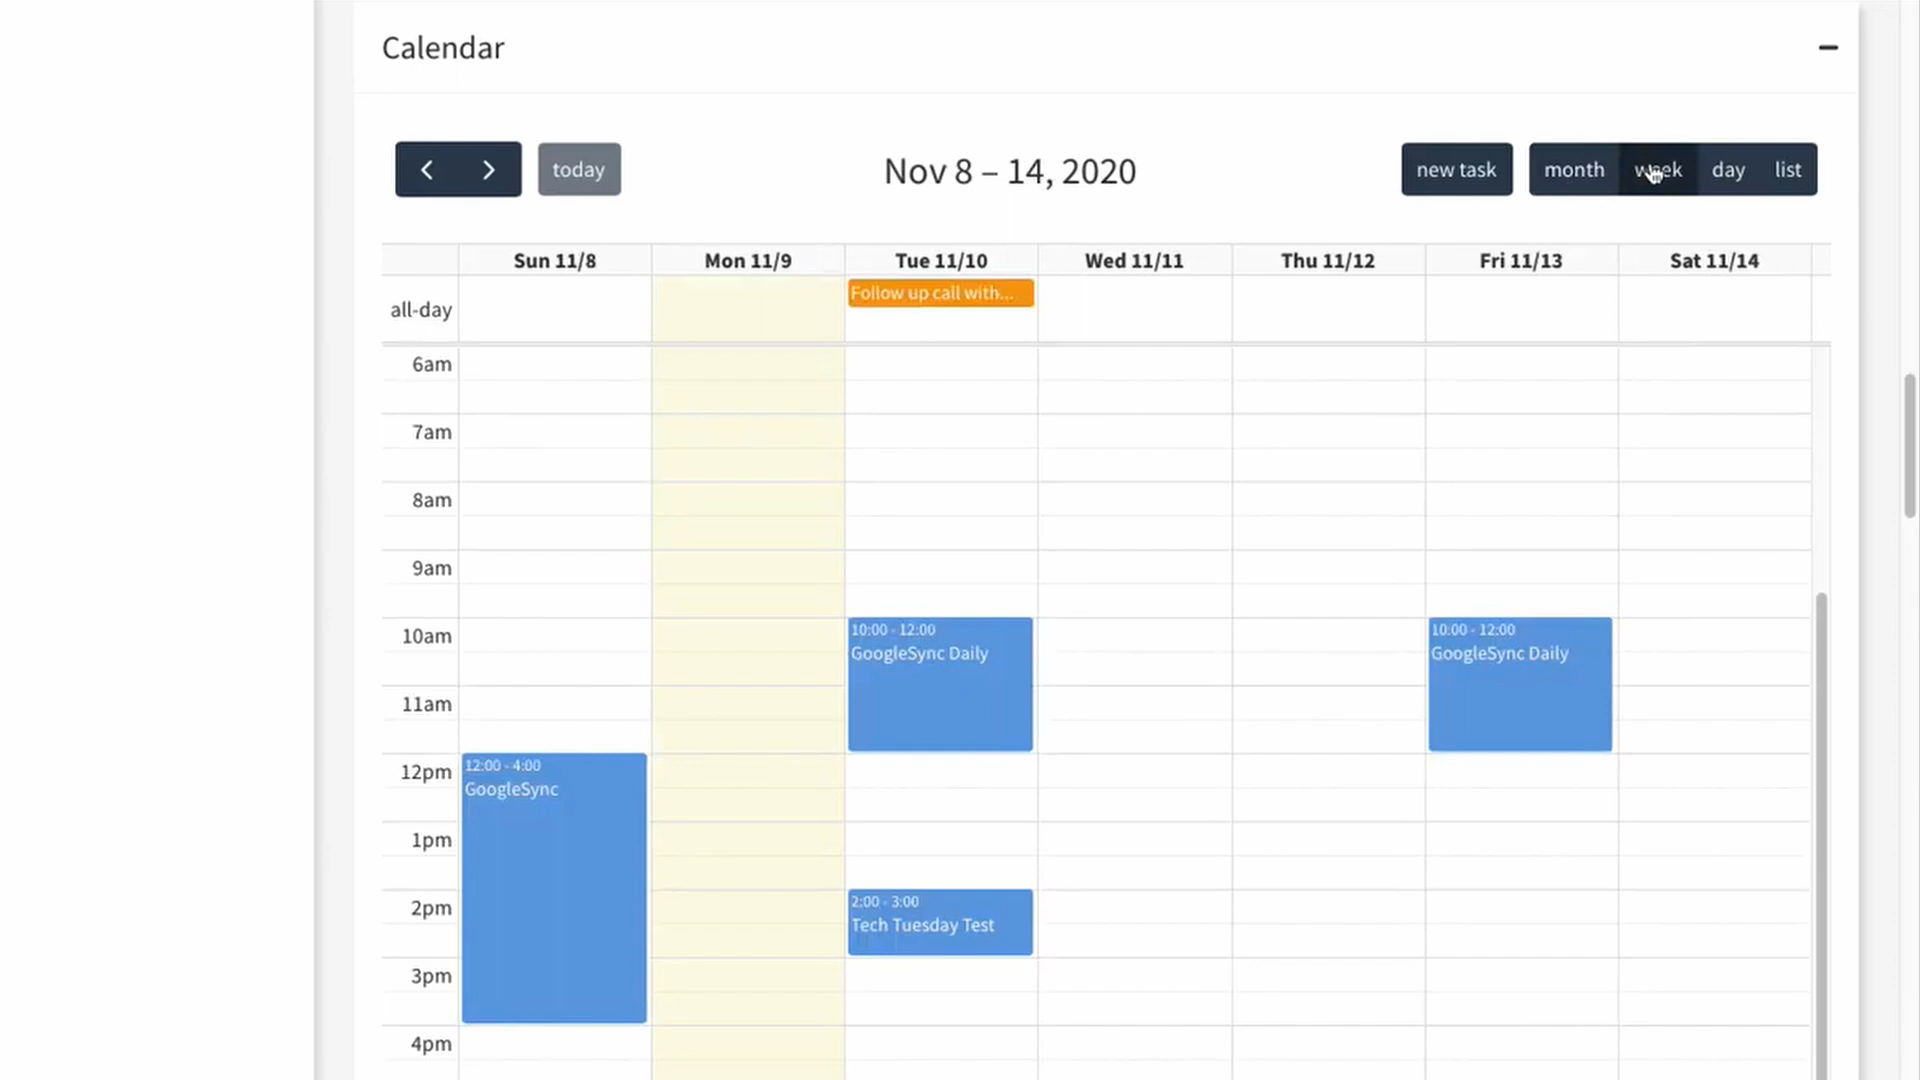 Calendar
today
Nov 8 – 14, 2020
new task
month
week
day
list
Sun 11/8
Mon 11/9
Tue 11/10
Wed 11/11
Thu 11/12
Fri 11/13
Sat 11/14
all-day
Follow up call with...
6am
7am
8am
9am
10am
10:00 - 12:00
GoogleSync Daily
10:00 - 12:00
GoogleSync Daily
11am
12pm
12:00 - 4:00
GoogleSync
1pm
2pm
2:00 - 3:00
Tech Tuesday Test
3pm
4pm